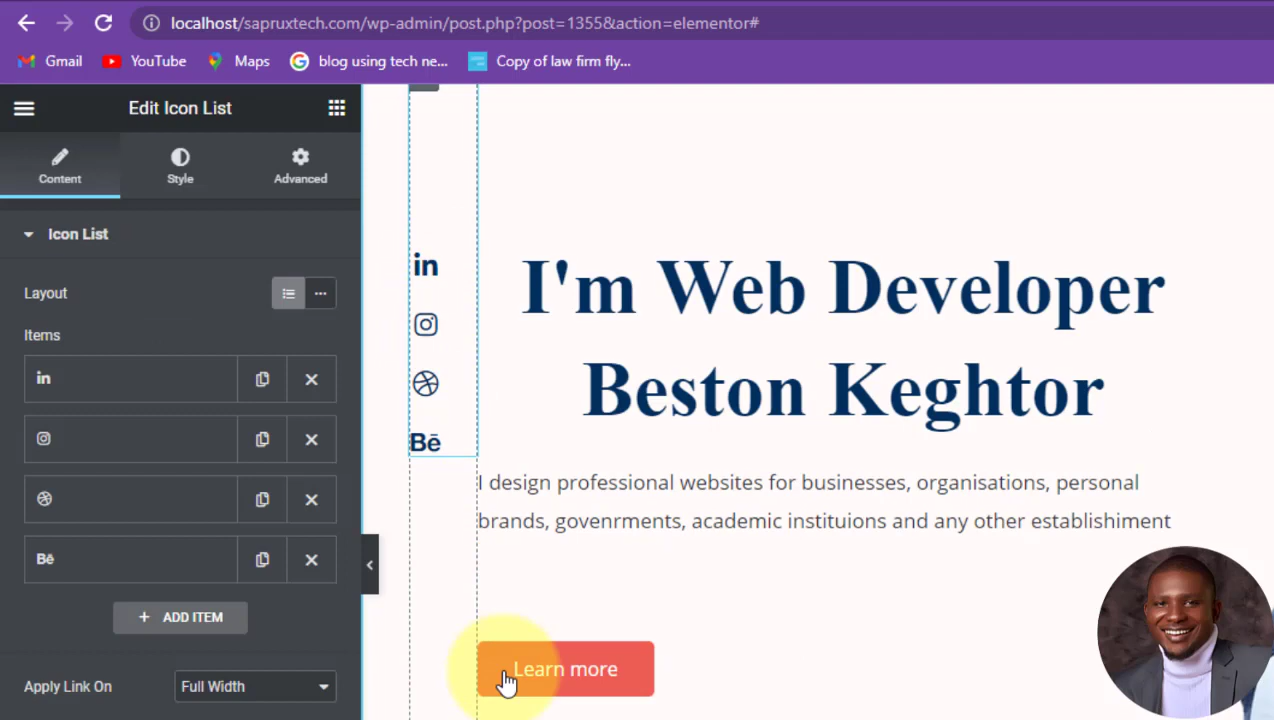 localhost/sapruxtech.com/wp-admin/post.php?post=1355&action=elementor#
Gmail YouTube Maps blog using tech ne... Copy of law firm fly...
Edit Icon List
Content Style Advanced
Icon List
Layout
Items
in
Bē
+ ADD ITEM
Apply Link On Full Width
in
Bē
I'm Web Developer
Beston Keghtor
I design professional websites for businesses, organisations, personal
brands, govenrments, academic instituions and any other establishiment
Learn more